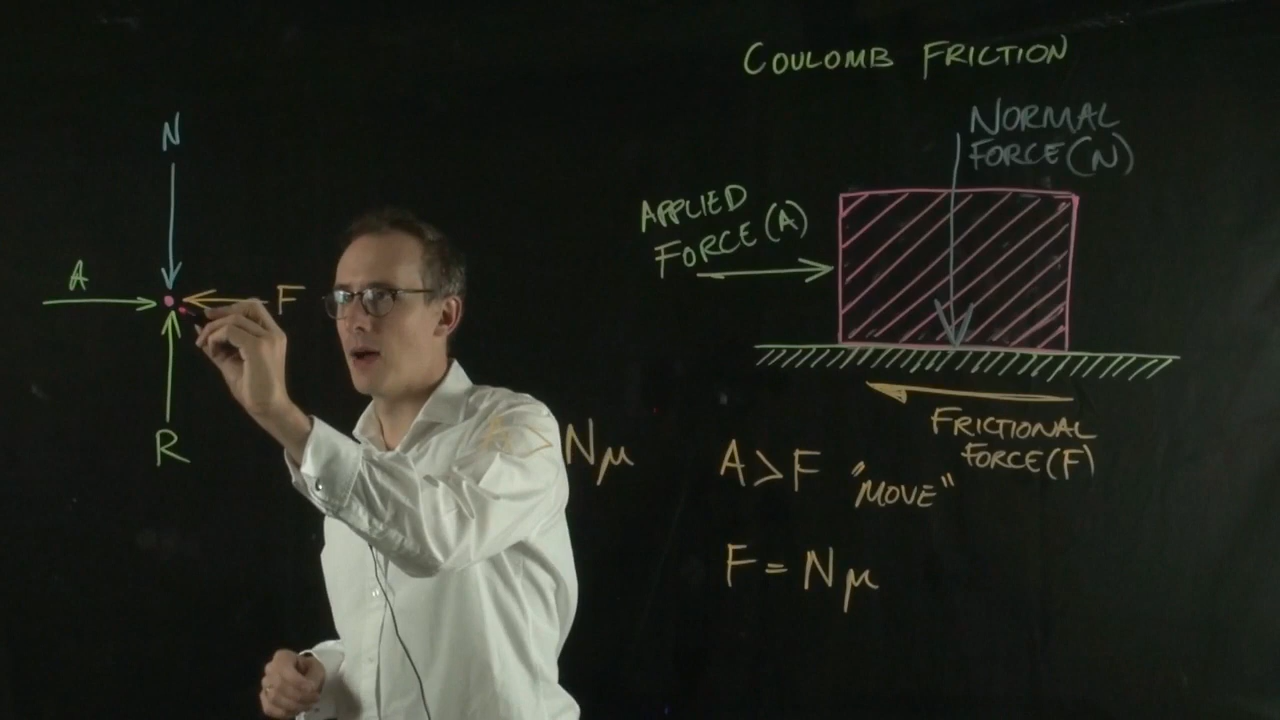 COULOMB FRICTION
NORMAL
FORCE (N)
APPLIED
FORCE (A)
FRICTIONAL
FORCE (F)
N
A
F
R
A > Nμ
A > F "MOVE"
F = Nμ